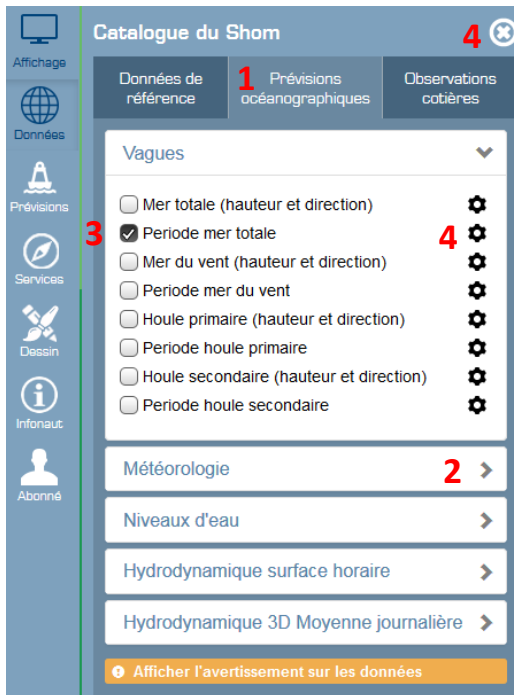 Affichage
Données
Prévisions
Services
Dessin
Infonaut
Abonné
Catalogue du Shom 4
Données de référence
1 Prévisions océanographiques
Observations côtières
Vagues
Mer totale (hauteur et direction)
3 Periode mer totale 4
Mer du vent (hauteur et direction)
Periode mer du vent
Houle primaire (hauteur et direction)
Periode houle primaire
Houle secondaire (hauteur et direction)
Periode houle secondaire
Météorologie 2
Niveaux d'eau
Hydrodynamique surface horaire
Hydrodynamique 3D Moyenne journalière
Afficher l'avertissement sur les données